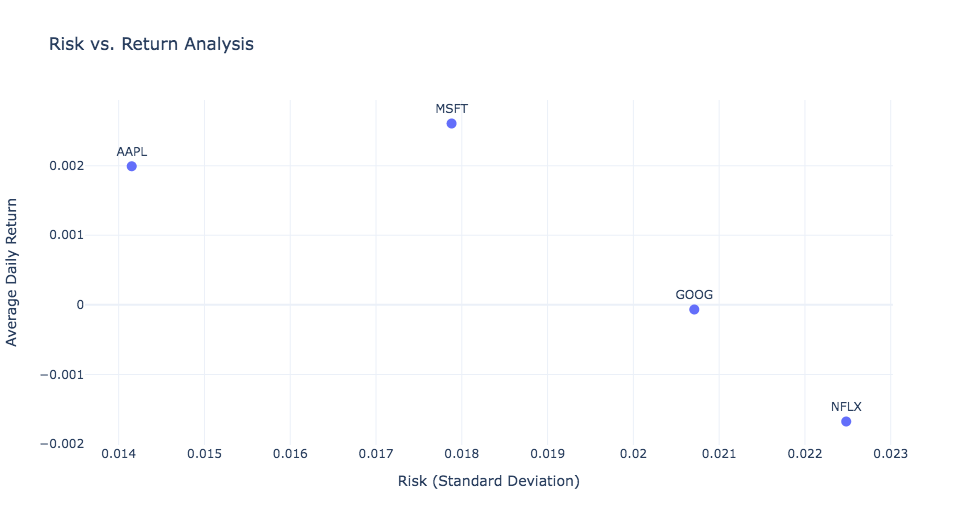 Risk vs. Return Analysis
MSFT
AAPL
GOOG
NFLX
0.002
0.001
0
−0.001
−0.002
Average Daily Return
0.014 0.015 0.016 0.017 0.018 0.019 0.02 0.021 0.022 0.023
Risk (Standard Deviation)